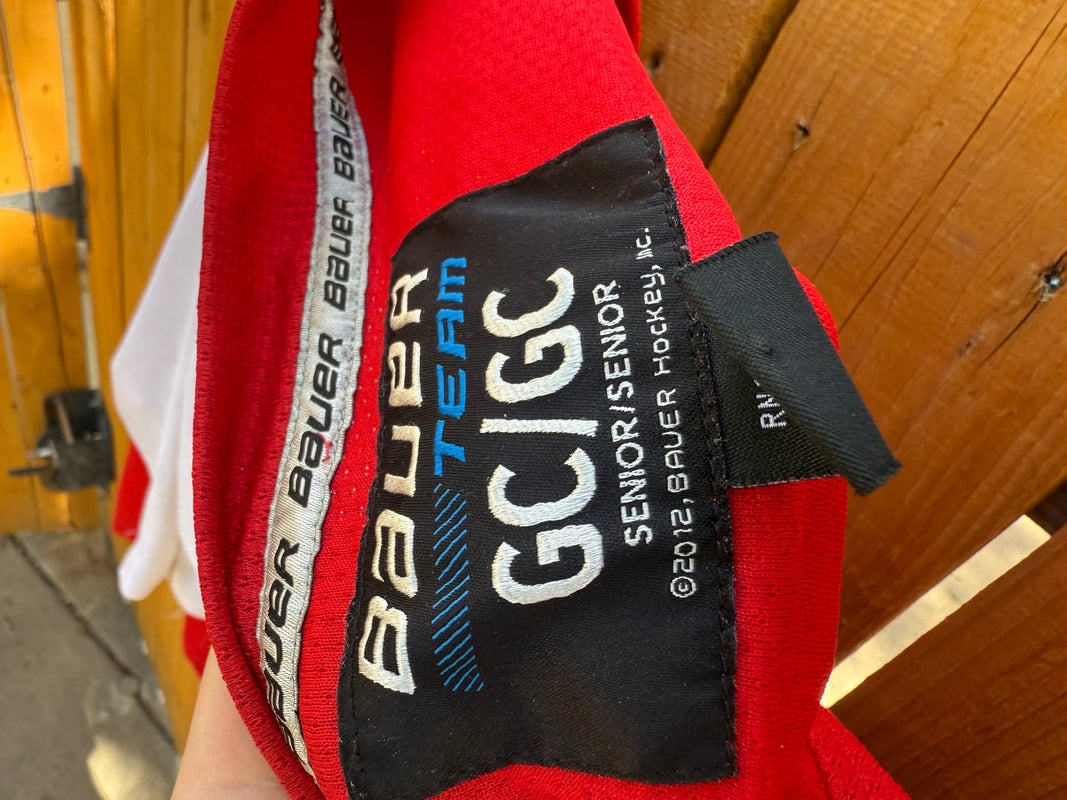 BAUER BAUER BAUER BAUER BAUER
BAUER
TEAM
GC/GC
SENIOR/SENIOR
©2012, BAUER HOCKEY, INC.
RN